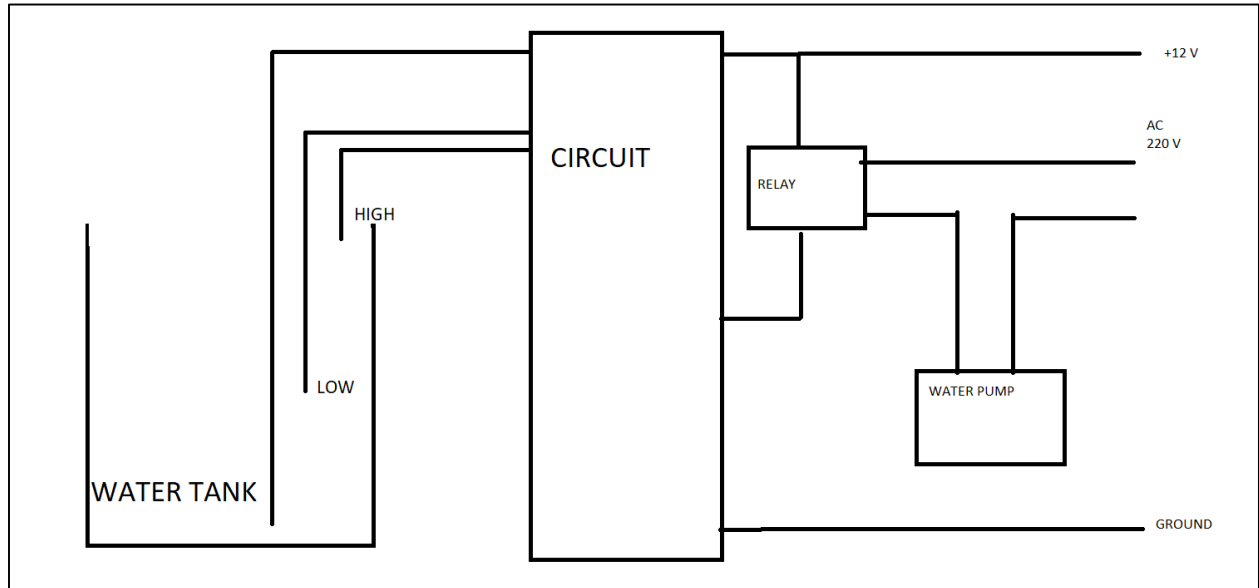 +12 V
AC
220 V
CIRCUIT
RELAY
HIGH
LOW
WATER PUMP
WATER TANK
GROUND